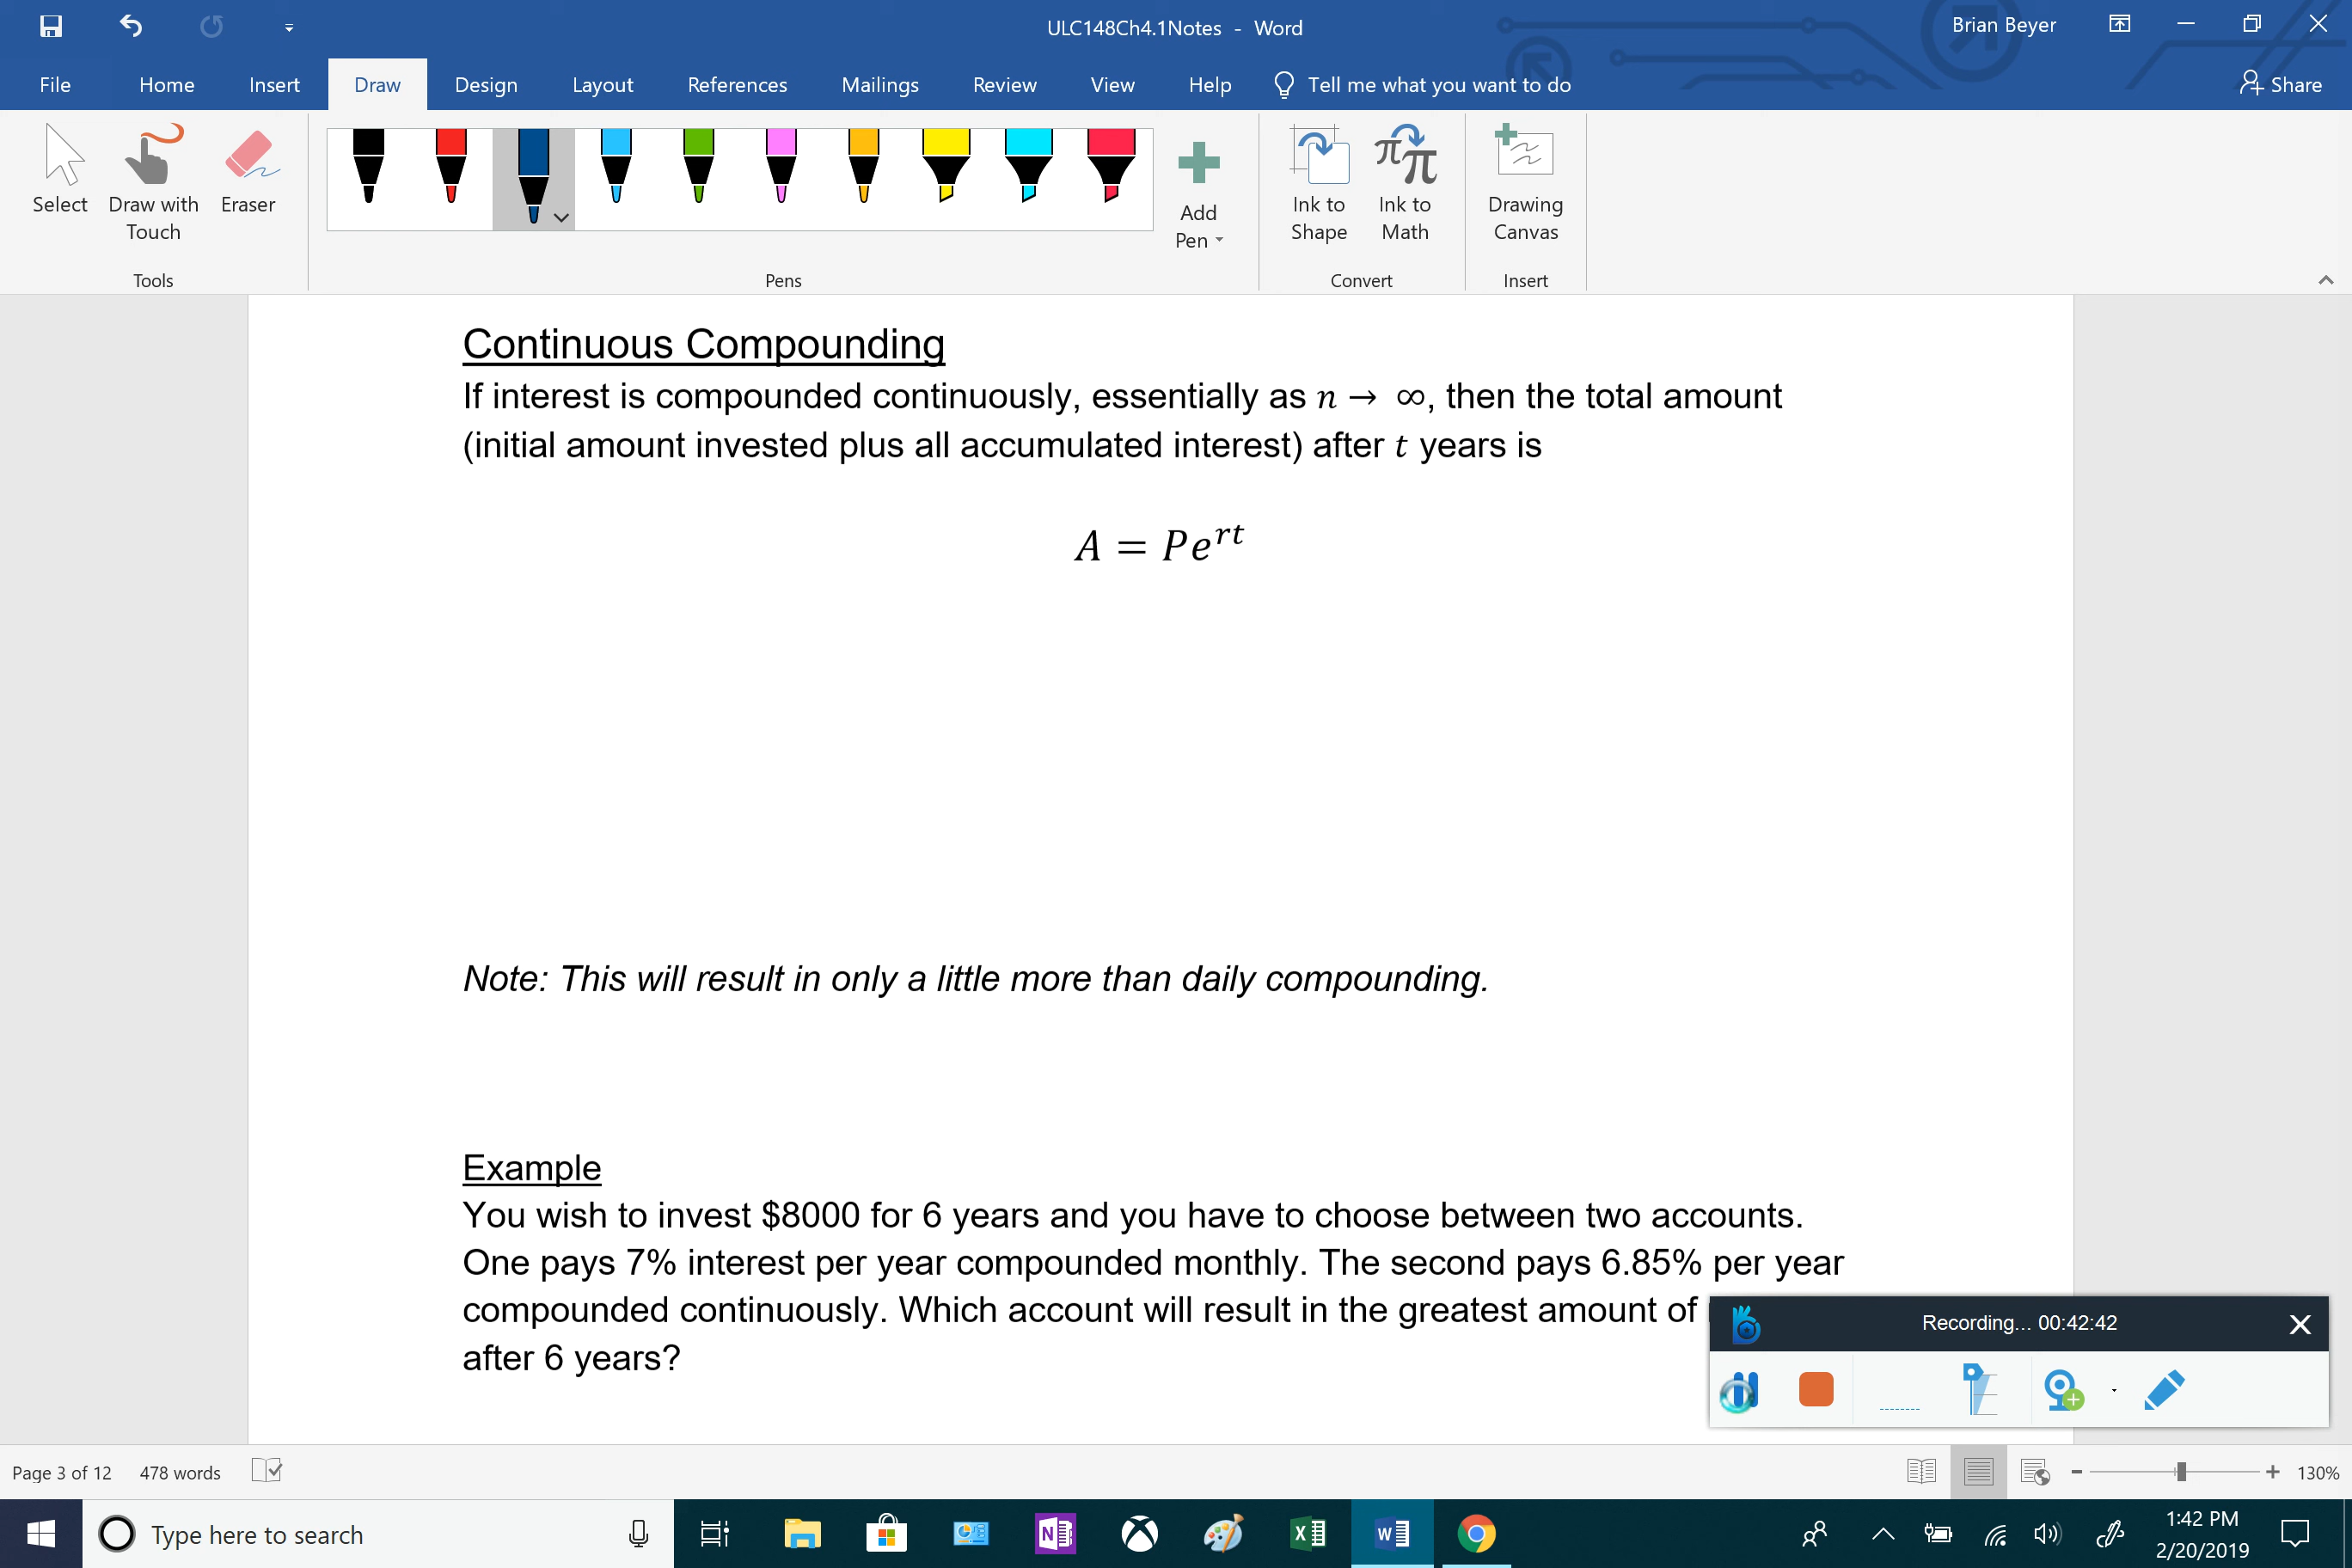 ULC148Ch4.1Notes - Word
Brian Beyer
File Home Insert Draw Design Layout References Mailings Review View Help Tell me what you want to do Share
Select Draw with Touch Eraser
Add Pen
Ink to Shape Ink to Math
Drawing Canvas
Tools Pens Convert Insert
Continuous Compounding
If interest is compounded continuously, essentially as n → ∞, then the total amount
(initial amount invested plus all accumulated interest) after t years is
A = Pe^{rt}
Note: This will result in only a little more than daily compounding.
Example
You wish to invest $8000 for 6 years and you have to choose between two accounts.
One pays 7% interest per year compounded monthly. The second pays 6.85% per year
compounded continuously. Which account will result in the greatest amount of
after 6 years?
Recording... 00:42:42
Page 3 of 12 478 words
130%
Type here to search
1:42 PM
2/20/2019